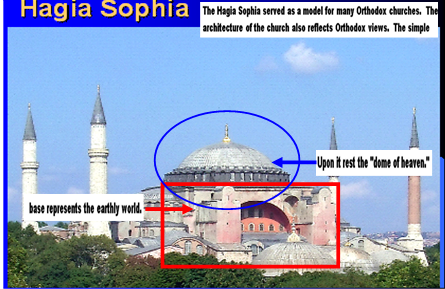 Hagia Sophia
The Hagia Sophia served as a model for many Orthodox churches. The
architecture of the church also reflects Orthodox views. The simple
Upon it rest the "dome of heaven."
base represents the earthly world.